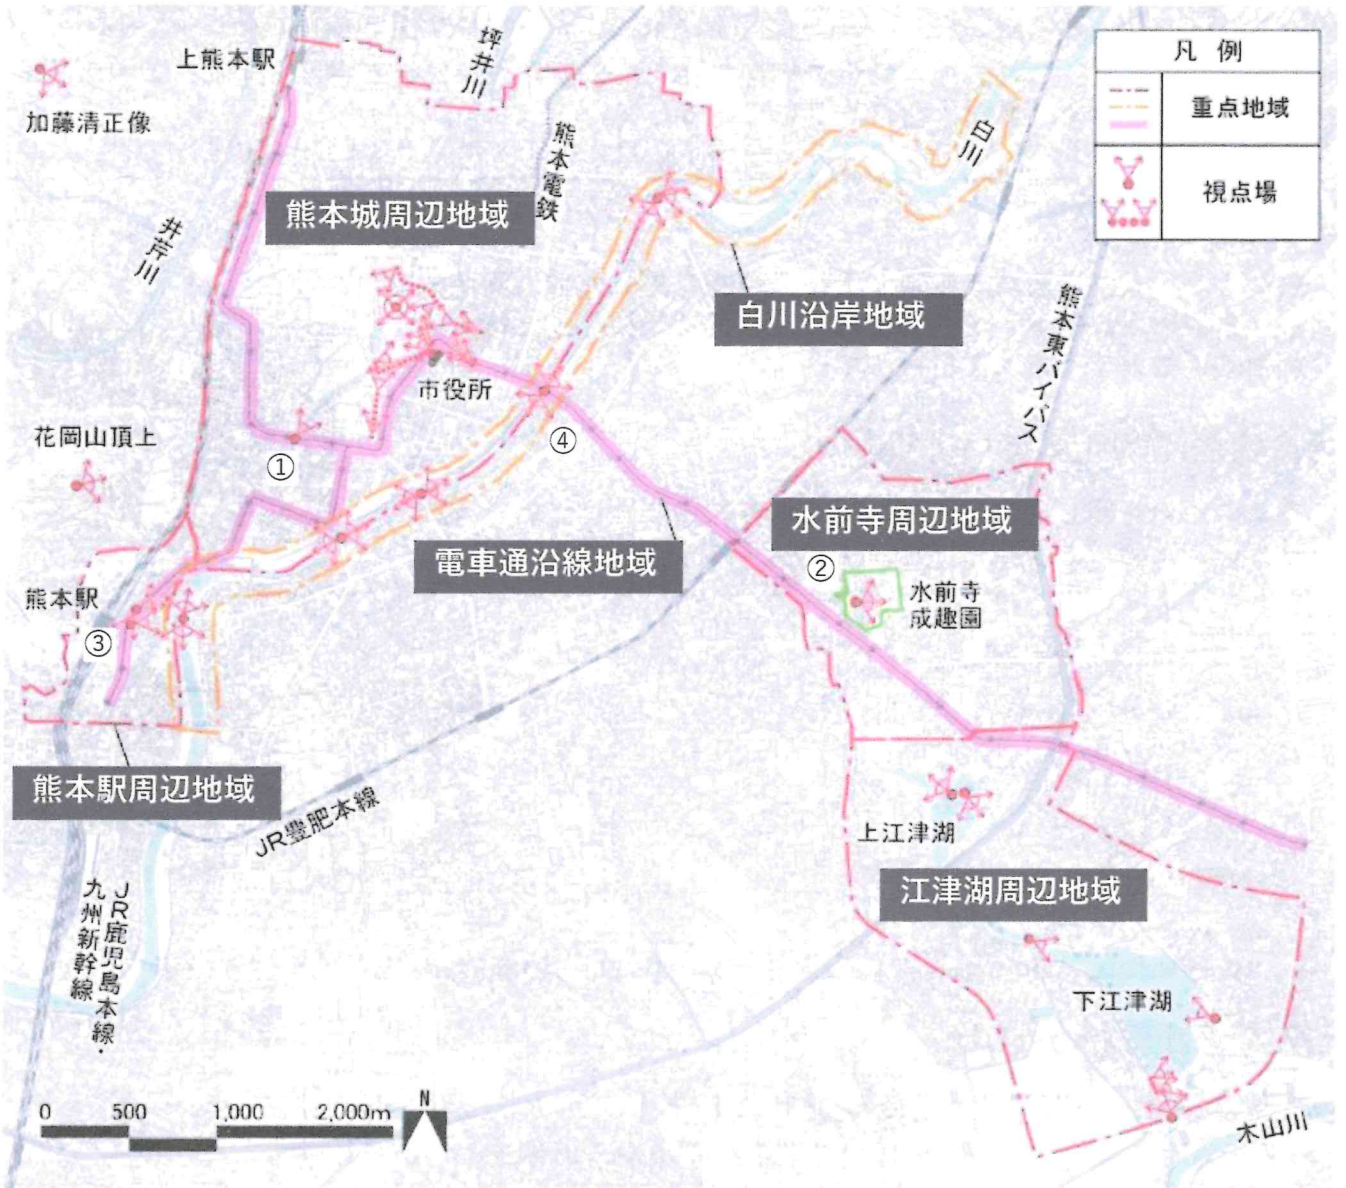 上熊本駅
坪井川
凡 例
重点地域
視点場
加藤清正像
熊本電鉄
白川
熊本城周辺地域
井芹川
白川沿岸地域
熊本東バイパス
市役所
花岡山頂上
④
①
水前寺周辺地域
電車通沿線地域
②
水前寺
成趣園
熊本駅
③
熊本駅周辺地域
JR豊肥本線
上江津湖
江津湖周辺地域
JR鹿児島本線・
九州新幹線
下江津湖
0 500 1,000 2,000m
N
木山川